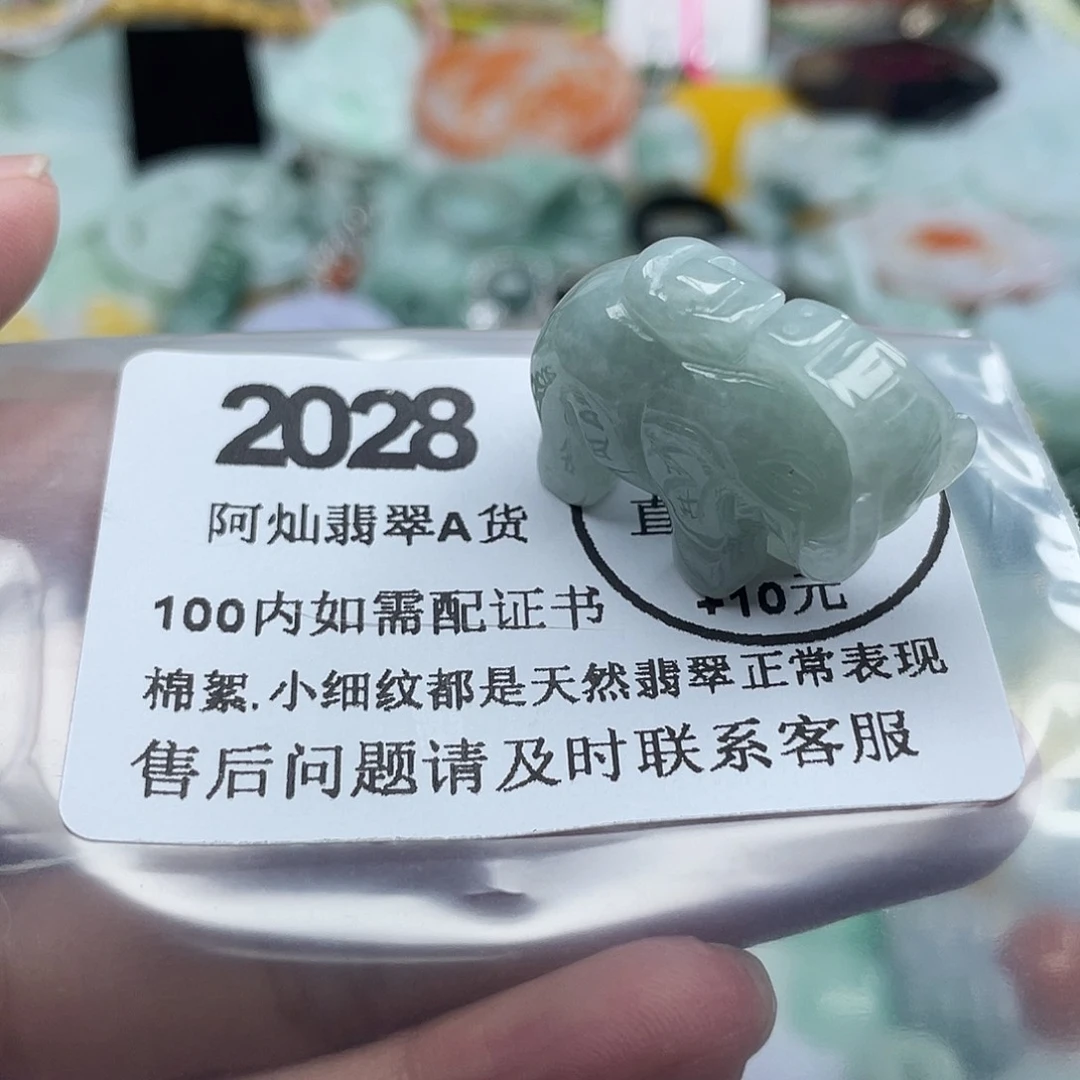 2028
阿灿翡翠A货
直
+10元
100内如需配证书
棉絮.小细纹都是天然翡翠正常表现
售后问题请及时联系客服